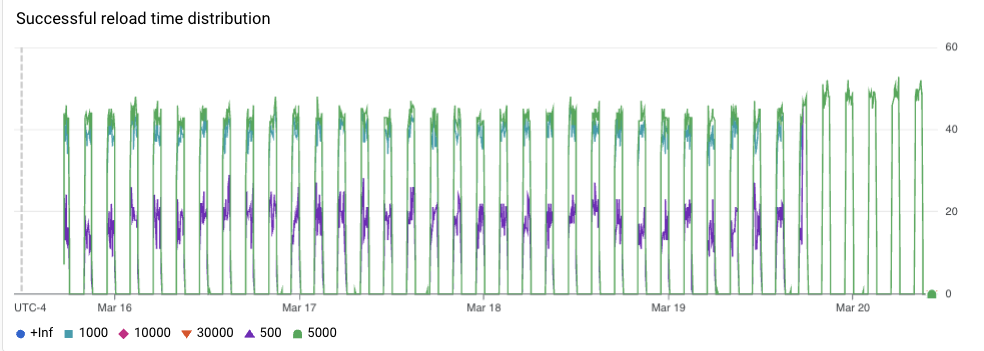 Successful reload time distribution
60
40
20
0
UTC-4 Mar 16 Mar 17 Mar 18 Mar 19 Mar 20
+Inf 1000 10000 30000 500 5000